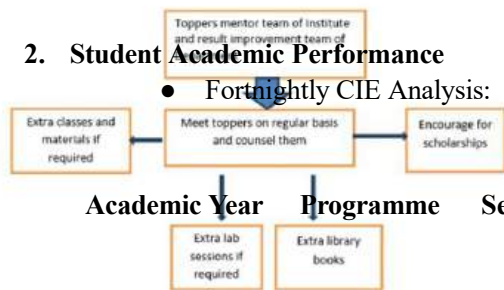 Toppers mentor team of Institute
and result improvement team of
2. Student Academic Performance
● Fortnightly CIE Analysis:
Extra classes and
materials if
required
Meet toppers on regular basis
and counsel them
Encourage for
scholarships
Academic Year Programme Se
Extra lab
sessions if
required
Extra library
books